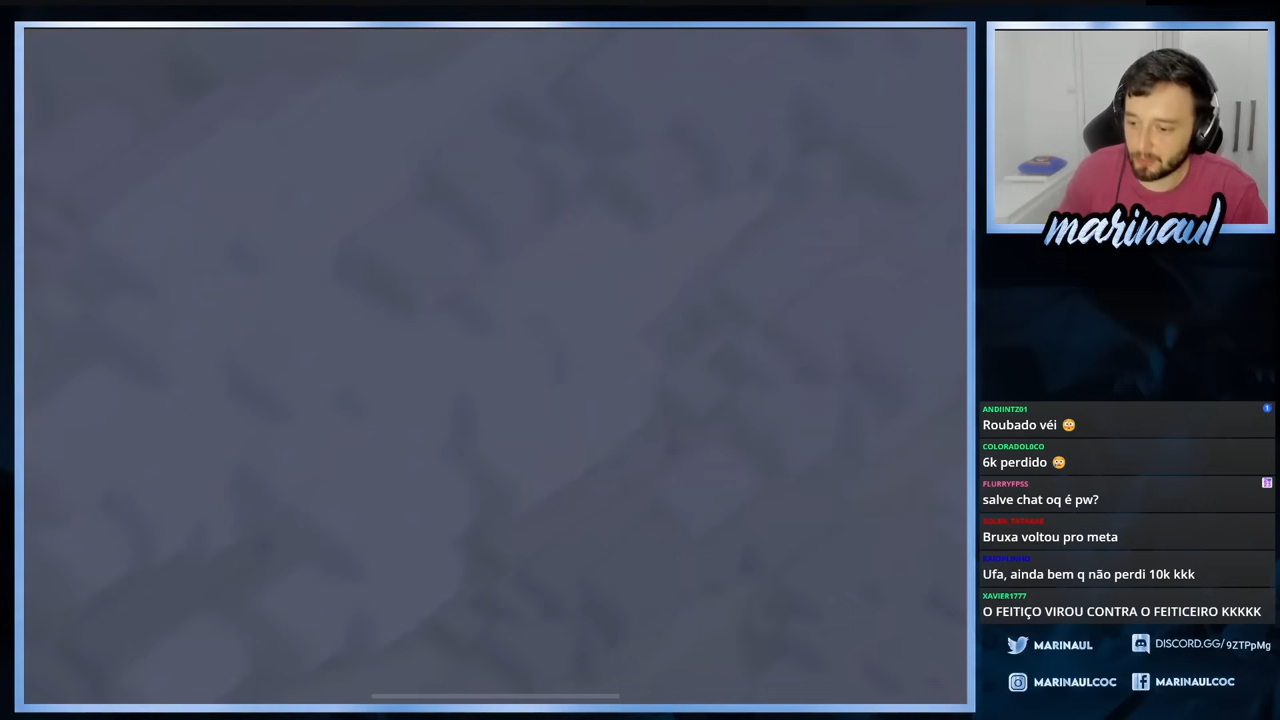 marinaul
ANDIINTZ01
Roubado véi
COLORADOL0CO
6k perdido
FLURRYFPSS
salve chat oq é pw?
Bruxa voltou pro meta
Ufa, ainda bem q não perdi 10k kkk
XAVIER1777
O FEITIÇO VIROU CONTRA O FEITICEIRO KKKKK
MARINAUL
DISCORD.GG/9ZTPpMg
MARINAULCOC
MARINAULCOC